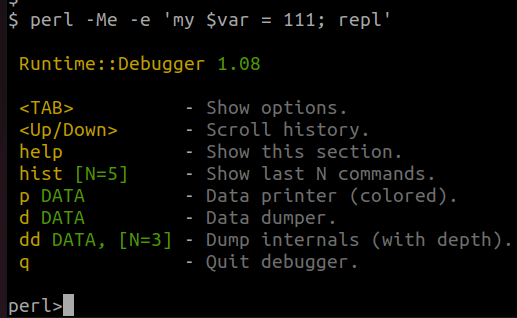 $
$ perl -Me -e 'my $var = 111; repl'
Runtime::Debugger 1.08
<TAB> - Show options.
<Up/Down> - Scroll history.
help - Show this section.
hist [N=5] - Show last N commands.
p DATA - Data printer (colored).
d DATA - Data dumper.
dd DATA, [N=3] - Dump internals (with depth).
q - Quit debugger.
perl>